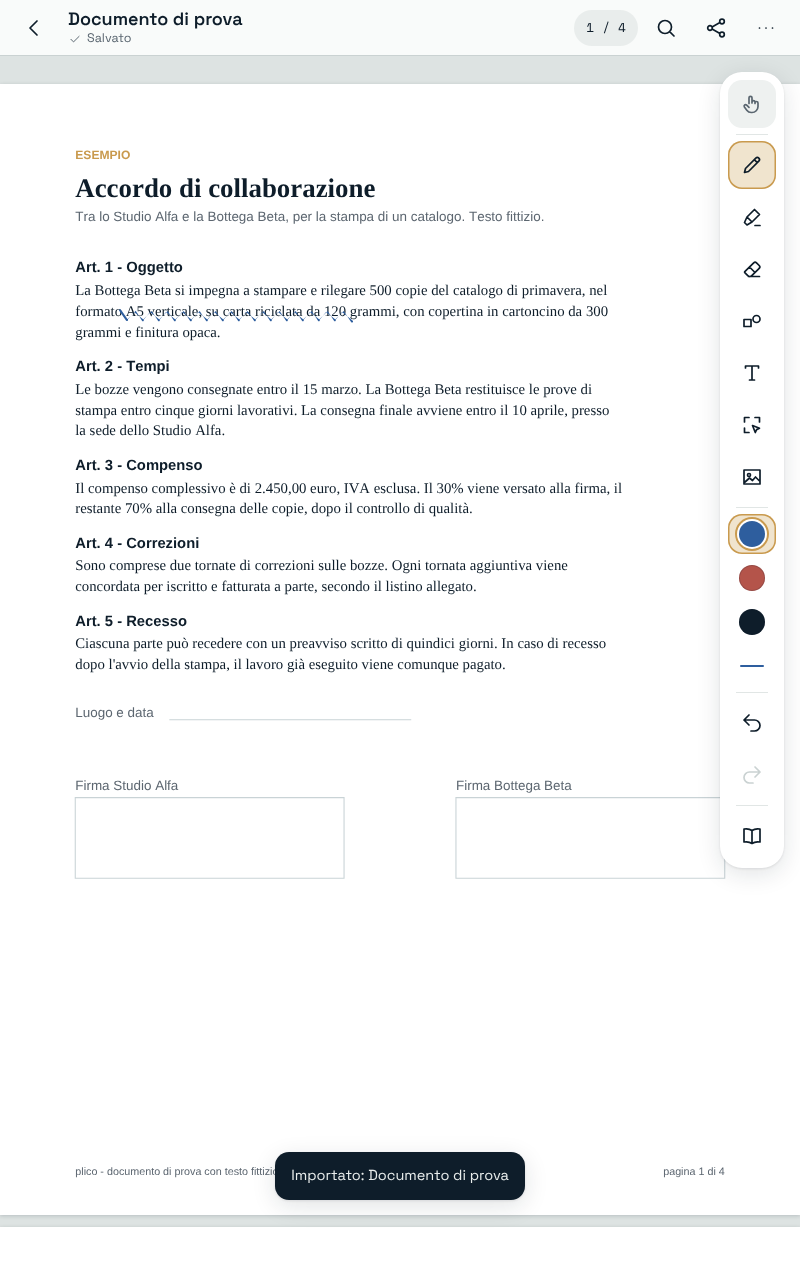 Documento di prova
Salvato
1 / 4
ESEMPIO
Accordo di collaborazione
Tra lo Studio Alfa e la Bottega Beta, per la stampa di un catalogo. Testo fittizio.
Art. 1 - Oggetto
La Bottega Beta si impegna a stampare e rilegare 500 copie del catalogo di primavera, nel
formato A5 verticale, su carta riciclata da 120 grammi, con copertina in cartoncino da 300
grammi e finitura opaca.
Art. 2 - Tempi
Le bozze vengono consegnate entro il 15 marzo. La Bottega Beta restituisce le prove di
stampa entro cinque giorni lavorativi. La consegna finale avviene entro il 10 aprile, presso
la sede dello Studio Alfa.
Art. 3 - Compenso
Il compenso complessivo è di 2.450,00 euro, IVA esclusa. Il 30% viene versato alla firma, il
restante 70% alla consegna delle copie, dopo il controllo di qualità.
Art. 4 - Correzioni
Sono comprese due tornate di correzioni sulle bozze. Ogni tornata aggiuntiva viene
concordata per iscritto e fatturata a parte, secondo il listino allegato.
Art. 5 - Recesso
Ciascuna parte può recedere con un preavviso scritto di quindici giorni. In caso di recesso
dopo l'avvio della stampa, il lavoro già eseguito viene comunque pagato.
Luogo e data
Firma Studio Alfa
Firma Bottega Beta
plico - documento di prova con testo fittizio
Importato: Documento di prova
pagina 1 di 4